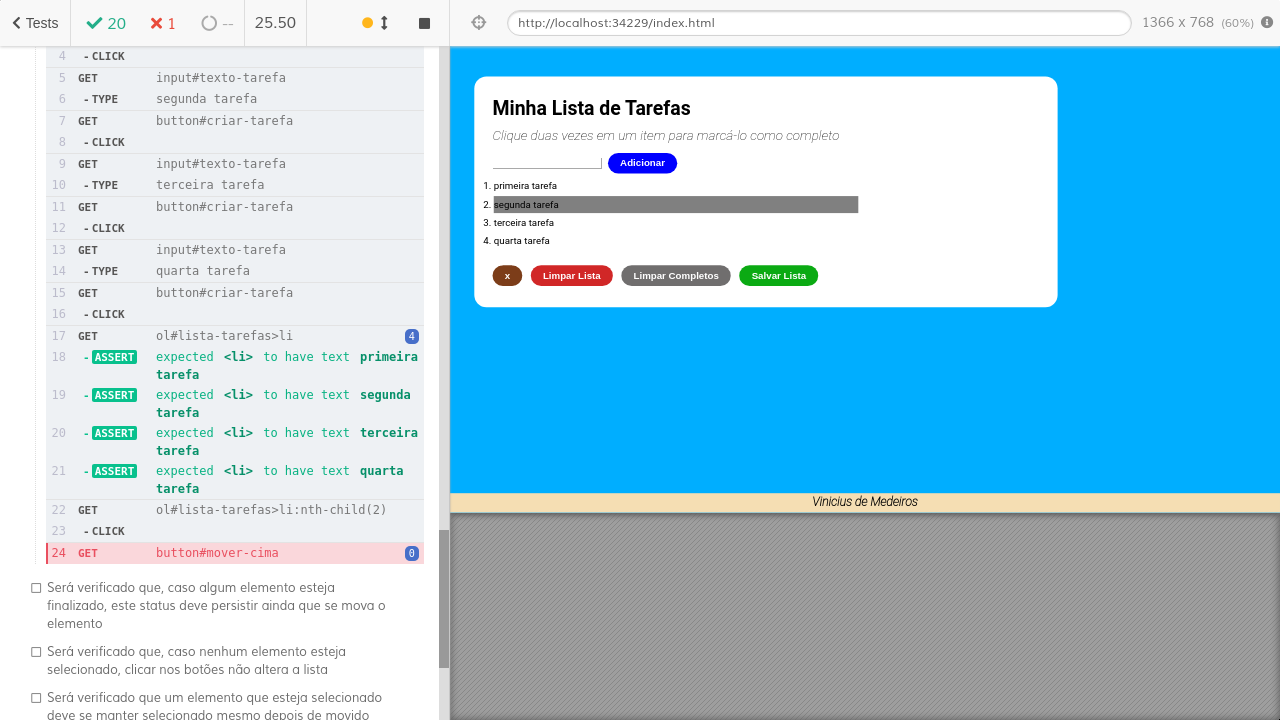 Tests
20
1
--
25.50
http://localhost:34229/index.html
1366 x 768 (60%)
4 - CLICK
5 GET input#texto-tarefa
6 - TYPE segunda tarefa
7 GET button#criar-tarefa
8 - CLICK
9 GET input#texto-tarefa
10 - TYPE terceira tarefa
11 GET button#criar-tarefa
12 - CLICK
13 GET input#texto-tarefa
14 - TYPE quarta tarefa
15 GET button#criar-tarefa
16 - CLICK
17 GET ol#lista-tarefas>li 4
18 - ASSERT expected <li> to have text primeira
tarefa
19 - ASSERT expected <li> to have text segunda
tarefa
20 - ASSERT expected <li> to have text terceira
tarefa
21 - ASSERT expected <li> to have text quarta
tarefa
22 GET ol#lista-tarefas>li:nth-child(2)
23 - CLICK
24 GET button#mover-cima 0
Será verificado que, caso algum elemento esteja
finalizado, este status deve persistir ainda que se mova o
elemento
Será verificado que, caso nenhum elemento esteja
selecionado, clicar nos botões não altera a lista
Será verificado que um elemento que esteja selecionado
deve se manter selecionado mesmo depois de movido
Minha Lista de Tarefas
Clique duas vezes em um item para marcá-lo como completo
Adicionar
1. primeira tarefa
2. segunda tarefa
3. terceira tarefa
4. quarta tarefa
x Limpar Lista Limpar Completos Salvar Lista
Vinicius de Medeiros